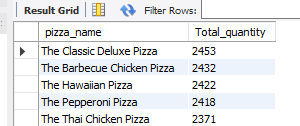 Result Grid Filter Rows:
pizza_name Total_quantity
The Classic Deluxe Pizza 2453
The Barbecue Chicken Pizza 2432
The Hawaiian Pizza 2422
The Pepperoni Pizza 2418
The Thai Chicken Pizza 2371